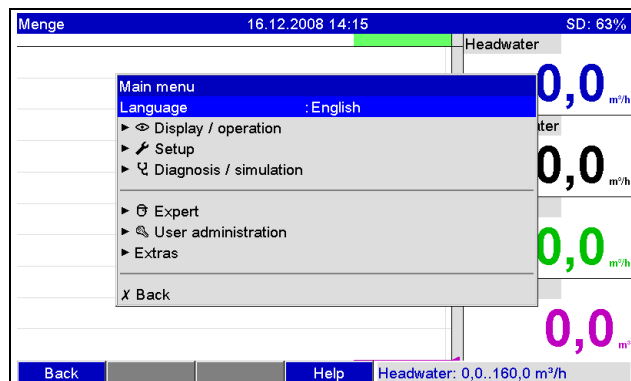 Menge 16.12.2008 14:15 SD: 63%
Headwater
0,0 m³/h
Main menu
Language : English
► Display / operation
► Setup
► Diagnosis / simulation
► Expert
► User administration
► Extras
X Back
0,0 m³/h
0,0 m³/h
0,0
Back Help Headwater: 0,0..160,0 m³/h